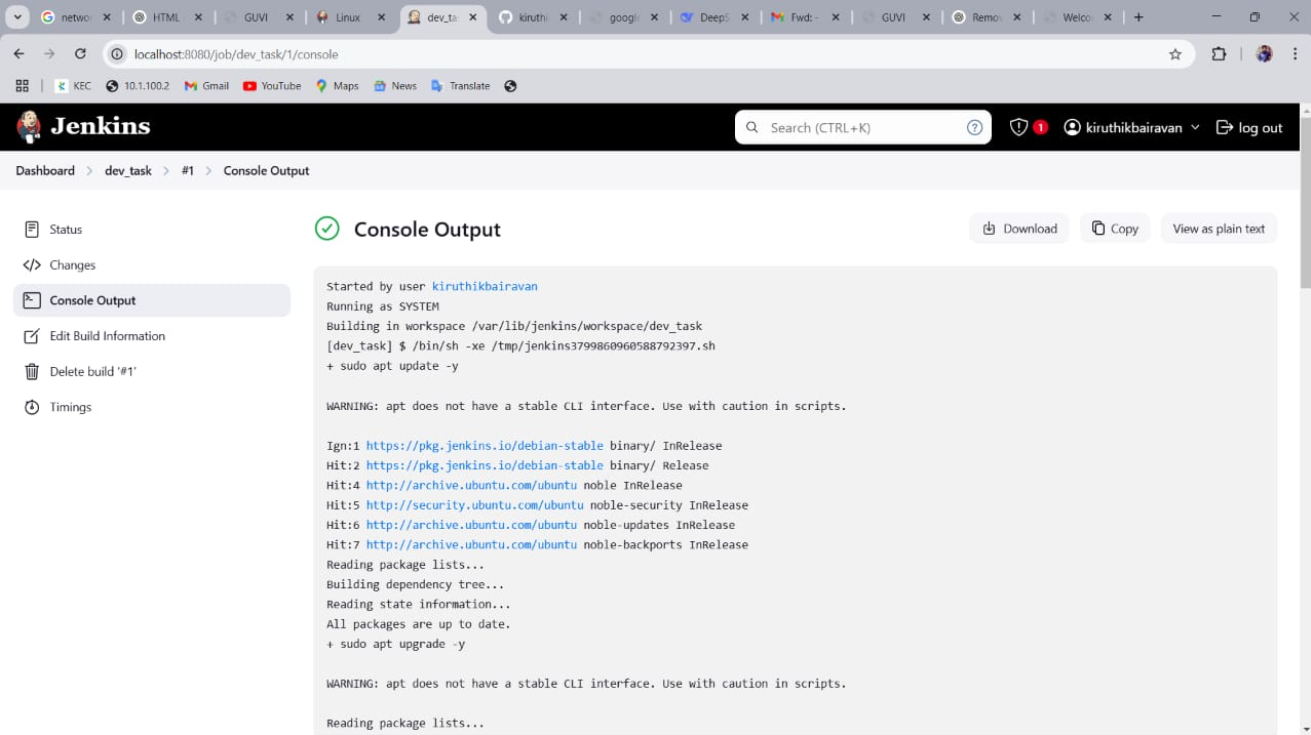 networ
HTML
GUVI
Linux
dev_ta
kiruthi
googl
DeepS
Fwd: -
GUVI
Remov
Welco
localhost:8080/job/dev_task/1/console
KEC
10.1.100.2
Gmail
YouTube
Maps
News
Translate
Jenkins
Search (CTRL+K)
1
kiruthikbairavan
log out
Dashboard > dev_task > #1 > Console Output
Status
Changes
Console Output
Edit Build Information
Delete build '#1'
Timings
Console Output
Download
Copy
View as plain text
Started by user kiruthikbairavan
Running as SYSTEM
Building in workspace /var/lib/jenkins/workspace/dev_task
[dev_task] $ /bin/sh -xe /tmp/jenkins3799860960588792397.sh
+ sudo apt update -y
WARNING: apt does not have a stable CLI interface. Use with caution in scripts.
Ign:1 https://pkg.jenkins.io/debian-stable binary/ InRelease
Hit:2 https://pkg.jenkins.io/debian-stable binary/ Release
Hit:4 http://archive.ubuntu.com/ubuntu noble InRelease
Hit:5 http://security.ubuntu.com/ubuntu noble-security InRelease
Hit:6 http://archive.ubuntu.com/ubuntu noble-updates InRelease
Hit:7 http://archive.ubuntu.com/ubuntu noble-backports InRelease
Reading package lists...
Building dependency tree...
Reading state information...
All packages are up to date.
+ sudo apt upgrade -y
WARNING: apt does not have a stable CLI interface. Use with caution in scripts.
Reading package lists...